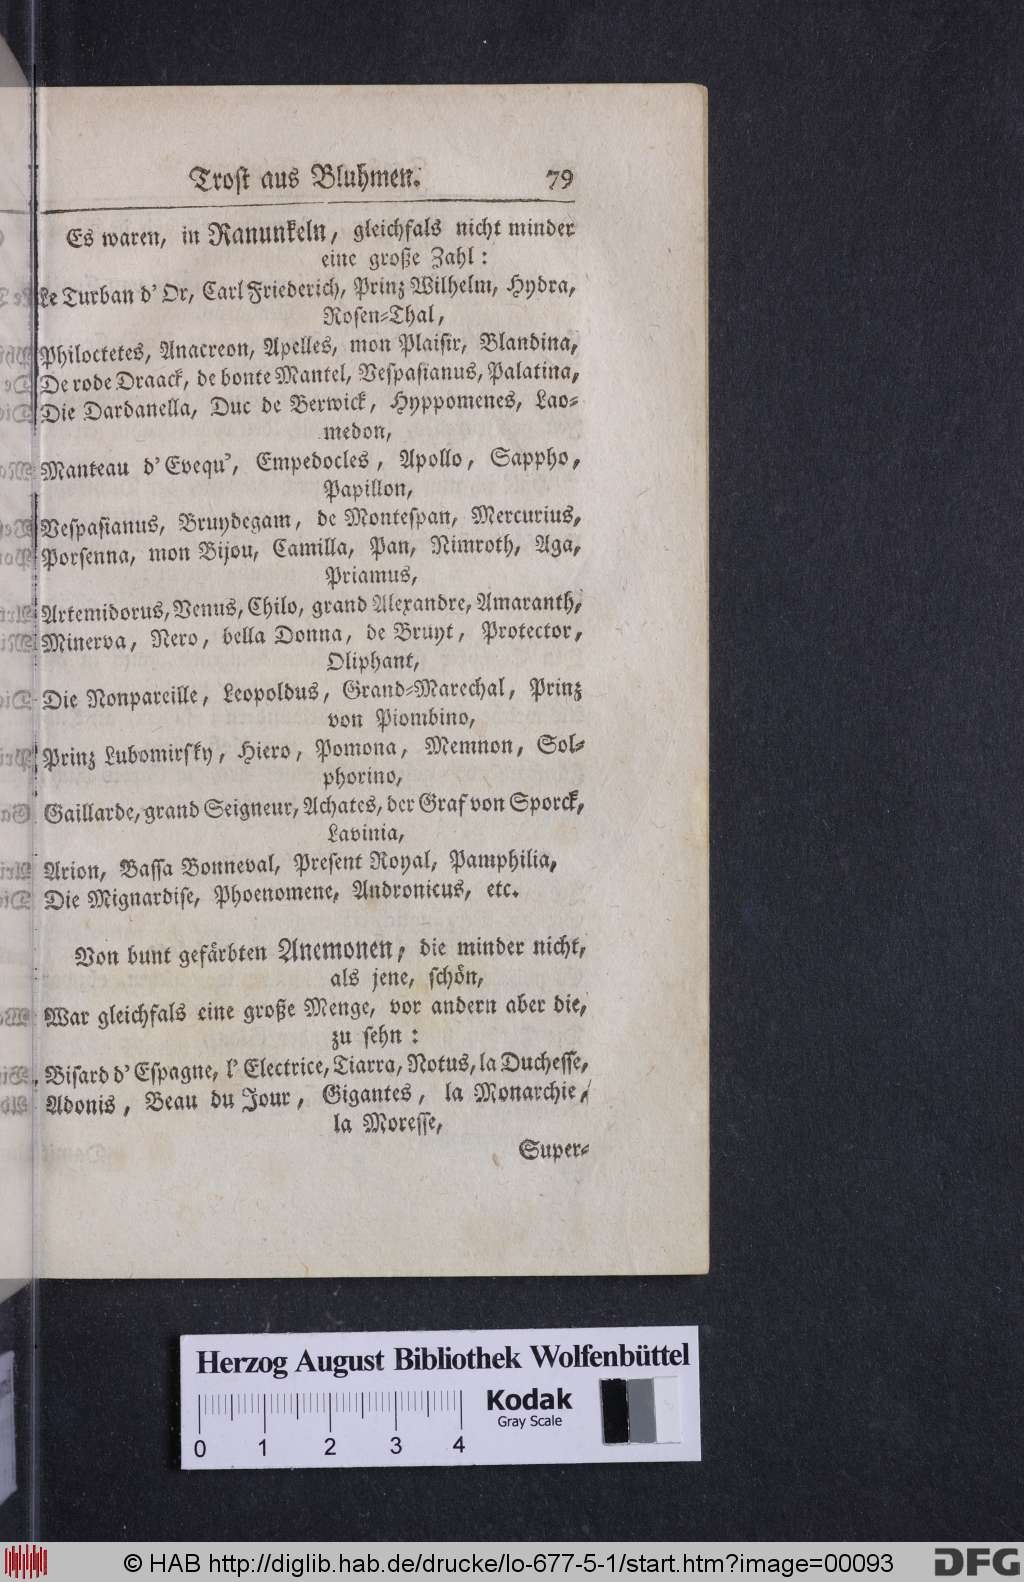 Trost aus Bluhmen. 79
Es waren, in Ranunkeln, gleichfals nicht minder
eine große Zahl:
Le Turban d' Or, Carl Friederich, Prinz Wilhelm, Hydra,
Rosen-Thal,
Philoctetes, Anacreon, Apelles, mon Plaisir, Blandina,
De rode Draack, de bonte Mantel, Vespasianus, Palatina,
Die Dardanella, Duc de Berwick, Hyppomenes, Lao-
medon,
Manteau d' Evequ', Empedocles, Apollo, Sappho,
Papillon,
Vespasianus, Bruydegam, de Montespan, Mercurius,
Porsenna, mon Bijou, Camilla, Pan, Nimroth, Aga,
Priamus,
Artemidorus, Venus, Chilo, grand Alexandre, Amaranth,
Minerva, Nero, bella Donna, de Bruyt, Protector,
Oliphant,
Die Nonpareille, Leopoldus, Grand-Marechal, Prinz
von Piombino,
Prinz Lubomirsky, Hiero, Pomona, Memnon, Sol-
phorino,
Gaillarde, grand Seigneur, Achates, der Graf von Sporck,
Lavinia,
Arion, Bassa Bonneval, Present Royal, Pamphilia,
Die Mignardise, Phoenomene, Andronicus, etc.
Von bunt gefärbten Anemonen, die minder nicht,
als jene, schön,
War gleichfals eine große Menge, vor andern aber die,
zu sehn:
Bisard d' Espagne, l' Electrice, Tiarra, Notus, la Duchesse,
Adonis, Beau du Jour, Gigantes, la Monarchie,
la Moresse,
Super-
Herzog August Bibliothek Wolfenbüttel
Kodak
Gray Scale
0 1 2 3 4
© HAB http://diglib.hab.de/drucke/lo-677-5-1/start.htm?image=00093
DFG